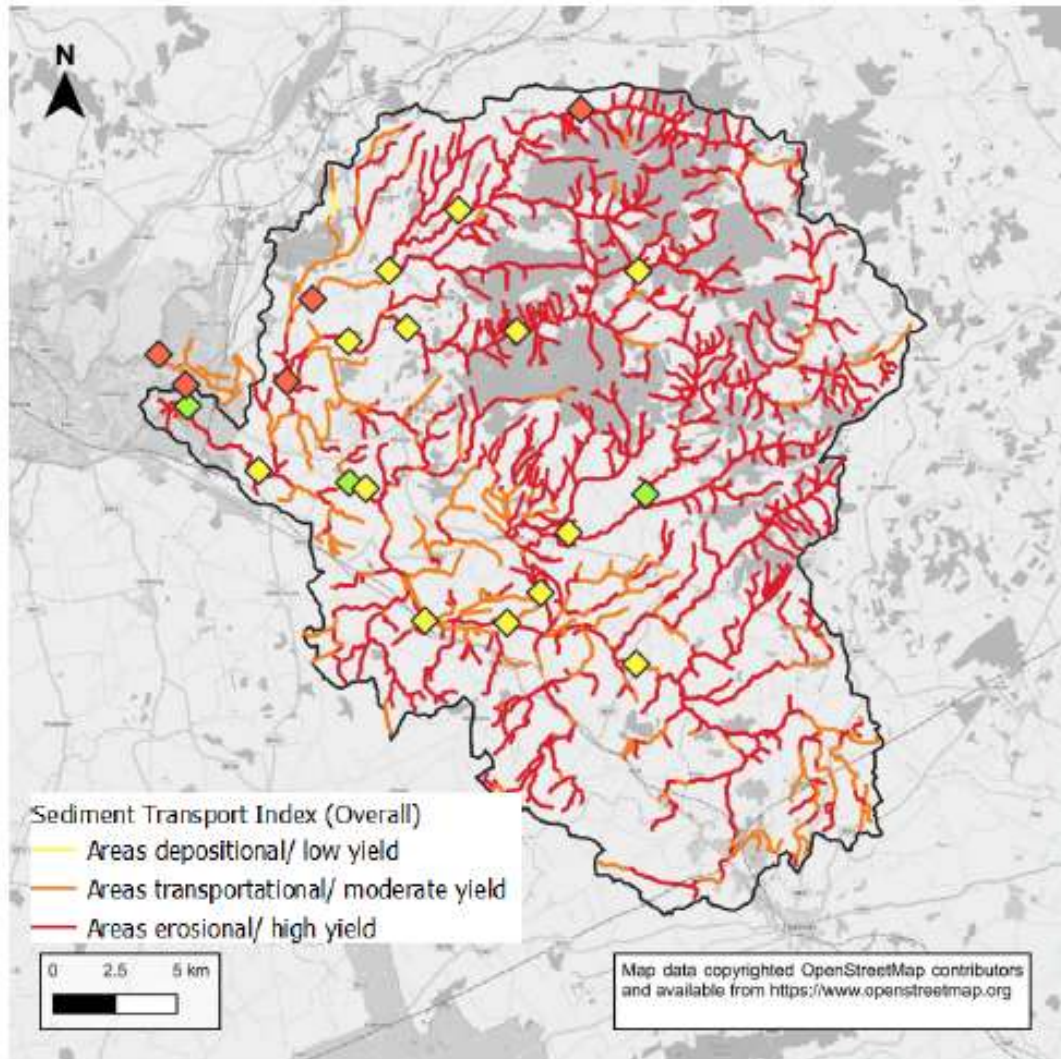 N
Sediment Transport Index (Overall)
Areas depositional/ low yield
Areas transportational/ moderate yield
Areas erosional/ high yield
0 2.5 5 km
Map data copyrighted OpenStreetMap contributors
and available from https://www.openstreetmap.org